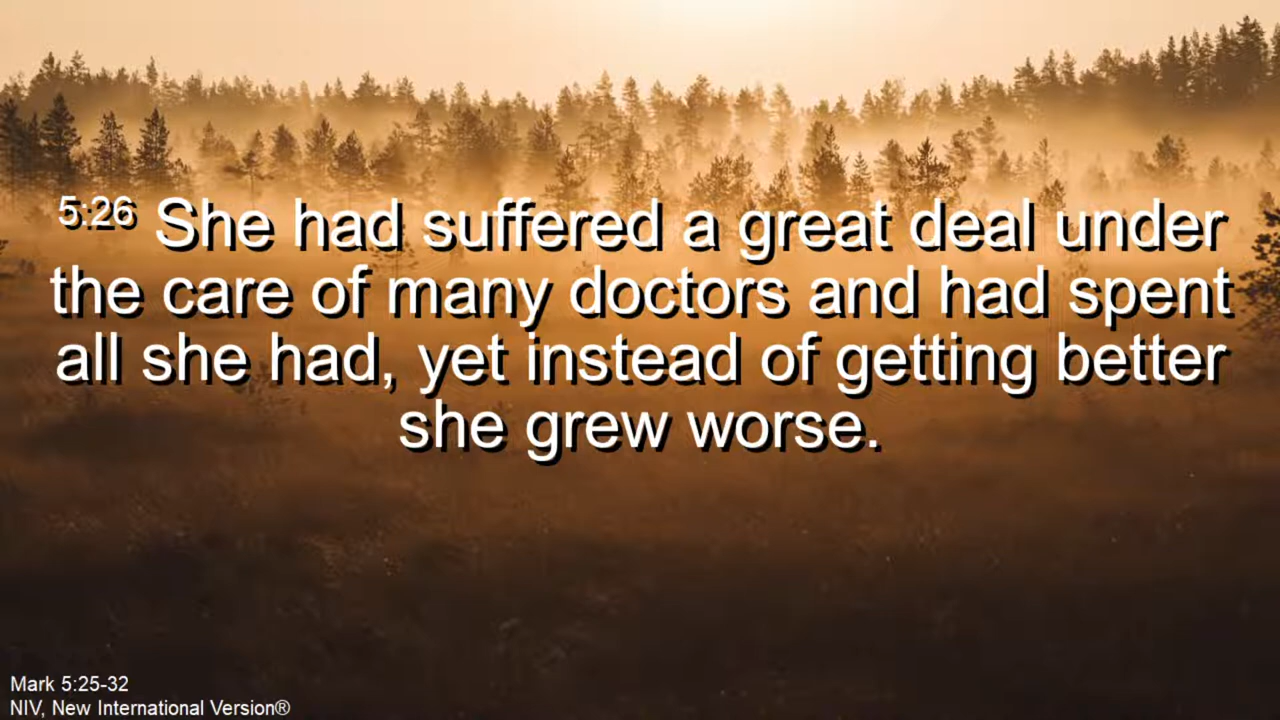 5:26 She had suffered a great deal under
the care of many doctors and had spent
all she had, yet instead of getting better
she grew worse.
Mark 5:25-32
NIV, New International Version®